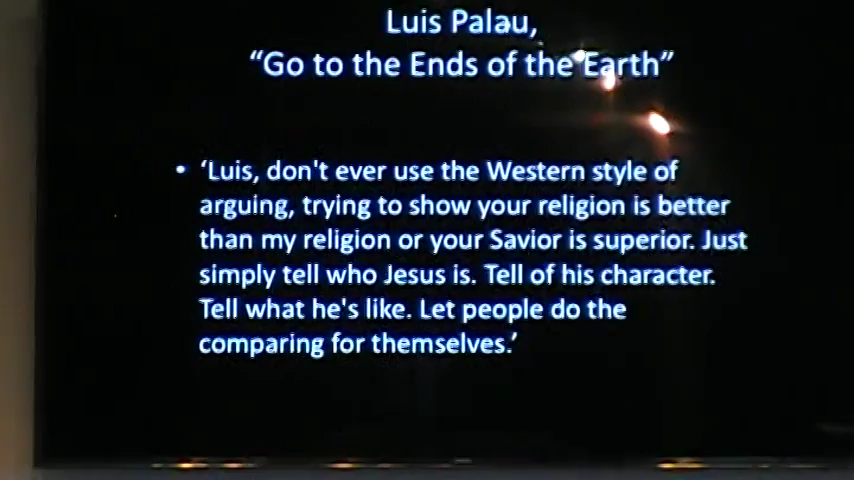 Luis Palau,
“Go to the Ends of the Earth”
• ‘Luis, don't ever use the Western style of
arguing, trying to show your religion is better
than my religion or your Savior is superior. Just
simply tell who Jesus is. Tell of his character.
Tell what he's like. Let people do the
comparing for themselves.’